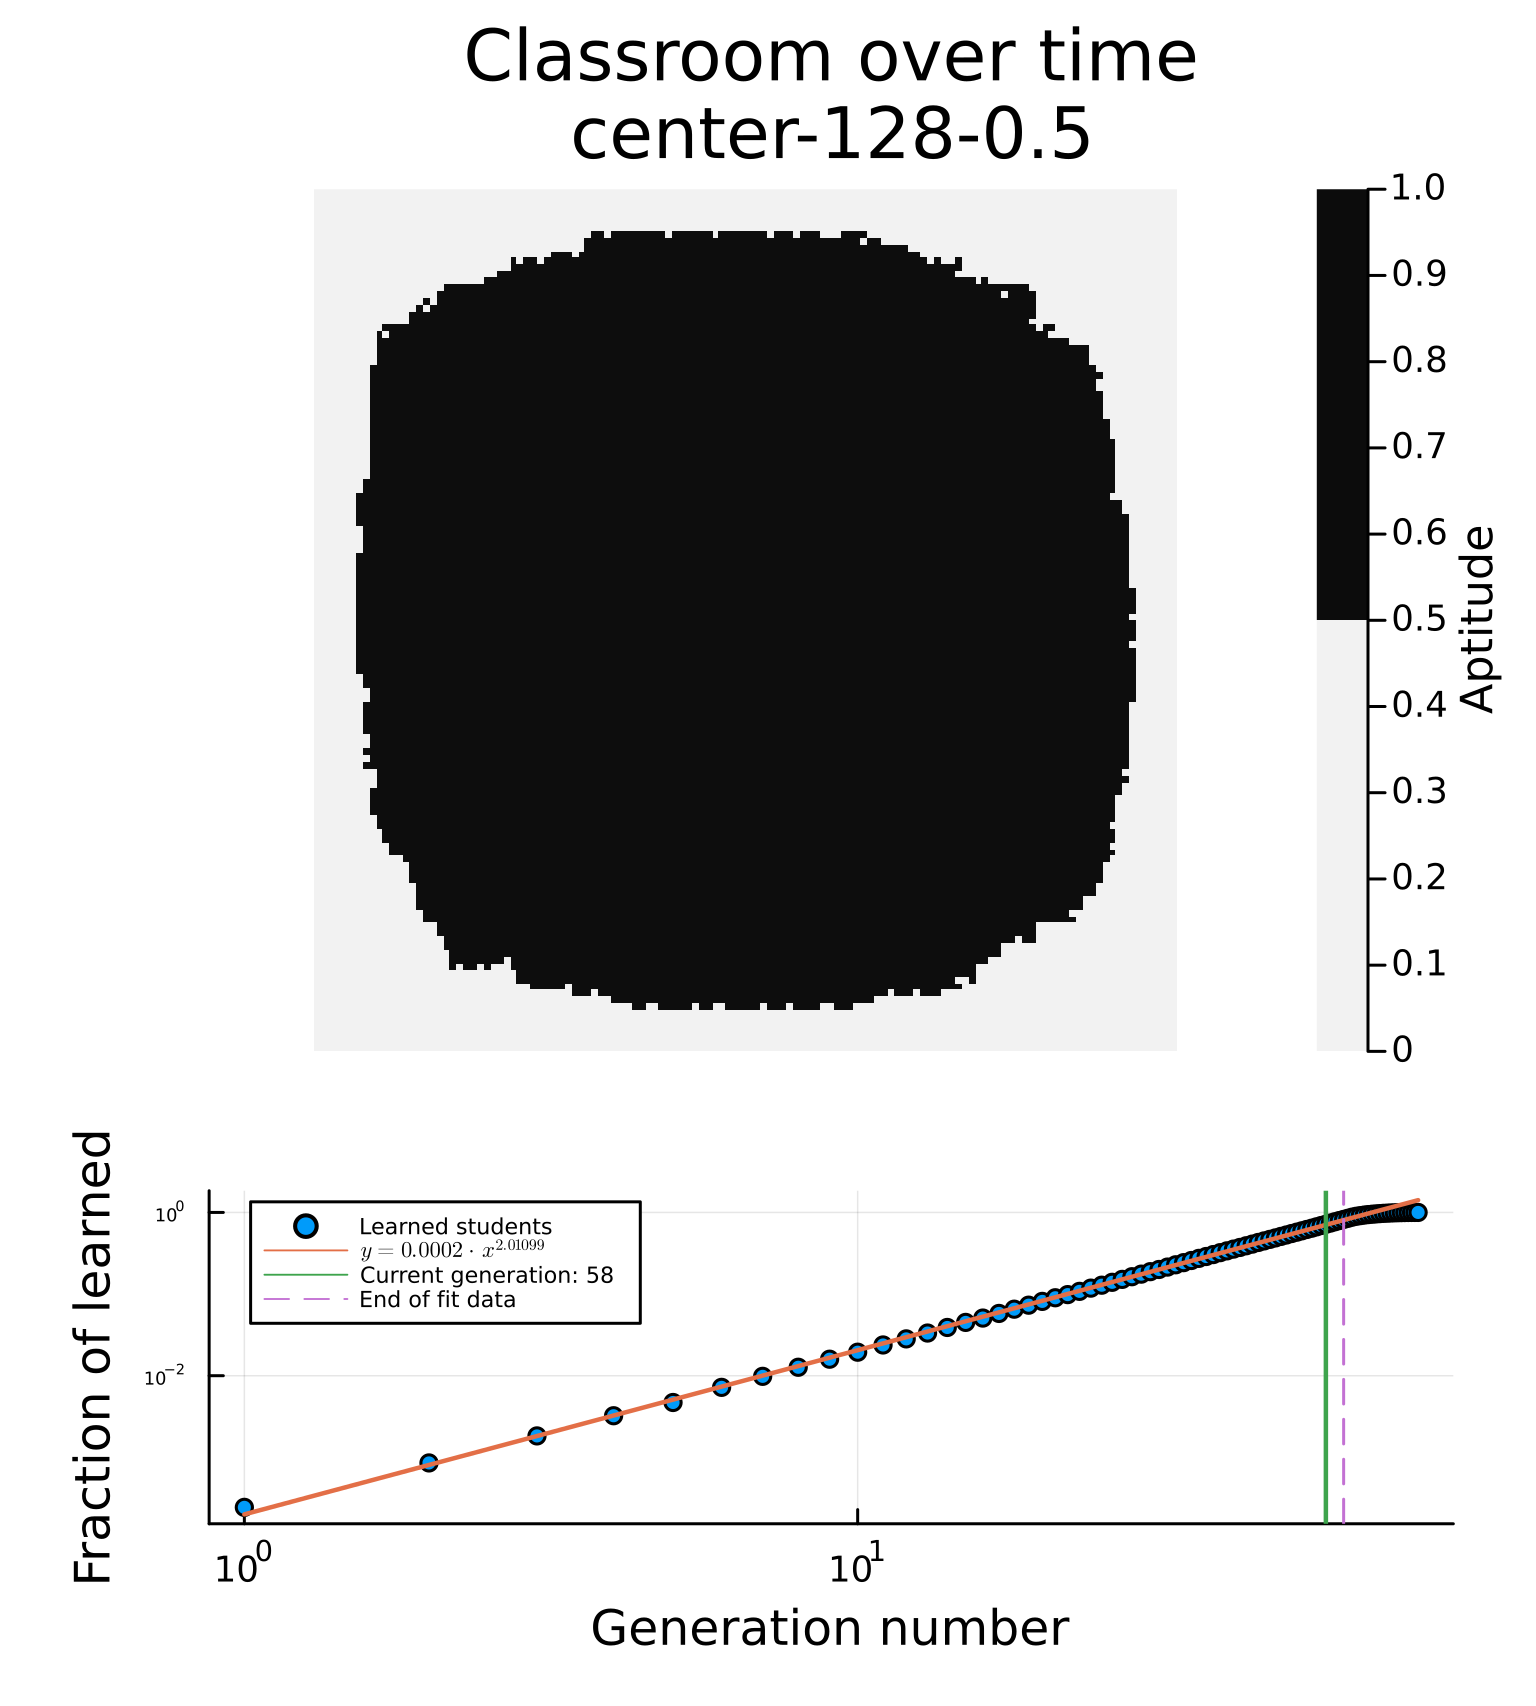 Classroom over time
center-128-0.5
1.0
0.9
0.8
0.7
0.6
0.5
0.4
0.3
0.2
0.1
0
Aptitude
Fraction of learned
10⁰
10⁻²
Learned students
y = 0.0002 · x^2.01099
Current generation: 58
End of fit data
10⁰
10¹
Generation number